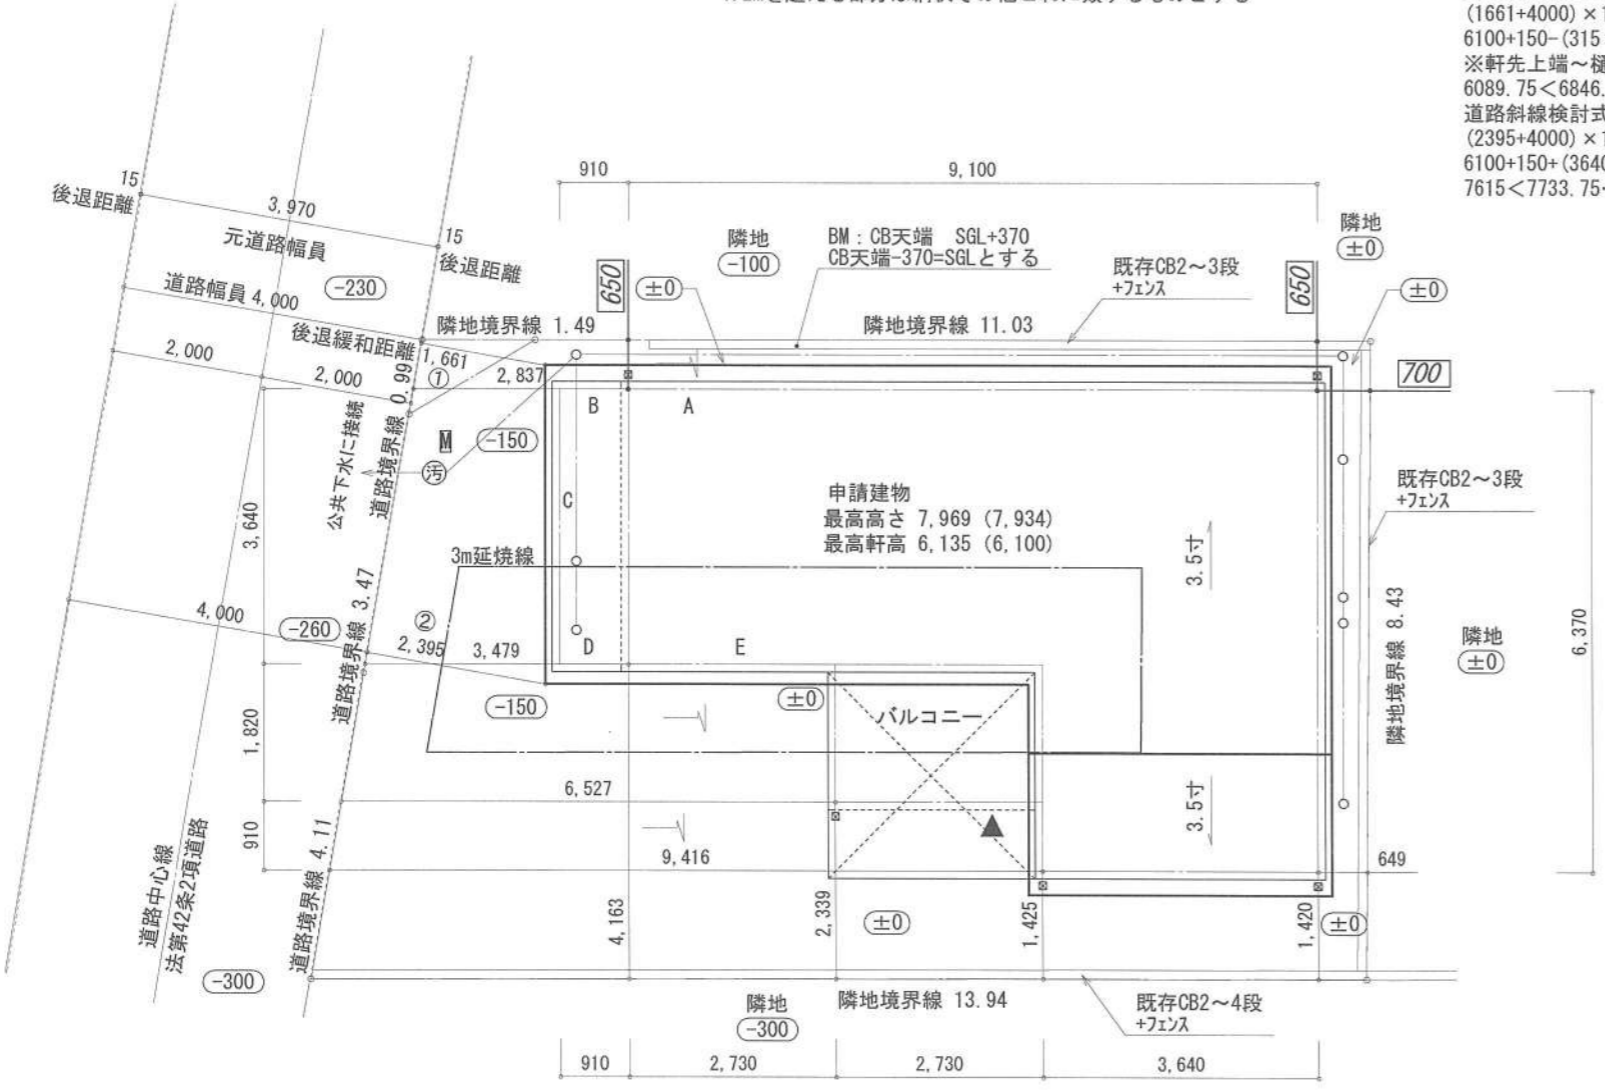 (1661+4000)×1
6100+150-(315
※軒先上端～樋
6089.75<6846.
道路斜線検討式
(2395+4000)×1
6100+150+(3640
7615<7733.75
910
9,100
15
後退距離
3,970
元道路幅員
15
後退距離
隣地
-100
BM：CB天端 SGL+370
CB天端-370=SGLとする
隣地
±0
道路幅員 4,000
-230
650
±0
既存CB2～3段
+フェンス
650
±0
後退緩和距離
隣地境界線 1.49
隣地境界線 11.03
2,000
1,661
①
2,837
2,000
道路境界線 0.99
700
B
A
公共下水に接続
M
-150
汚
C
申請建物
最高高さ 7,969 (7,934)
最高軒高 6,135 (6,100)
既存CB2～3段
+フェンス
3,640
3m延焼線
3.5寸
4,000
-260
道路境界線 3.47
②
2,395
3,479
D
E
隣地境界線 8.43
隣地
±0
6,370
-150
±0
バルコニー
1,820
6,527
3.5寸
910
9,416
649
道路中心線
法第42条2項道路
道路境界線 4.11
4,163
2,339
±0
1,425
1,420
±0
-300
隣地
-300
隣地境界線 13.94
既存CB2～4段
+フェンス
910
2,730
2,730
3,640